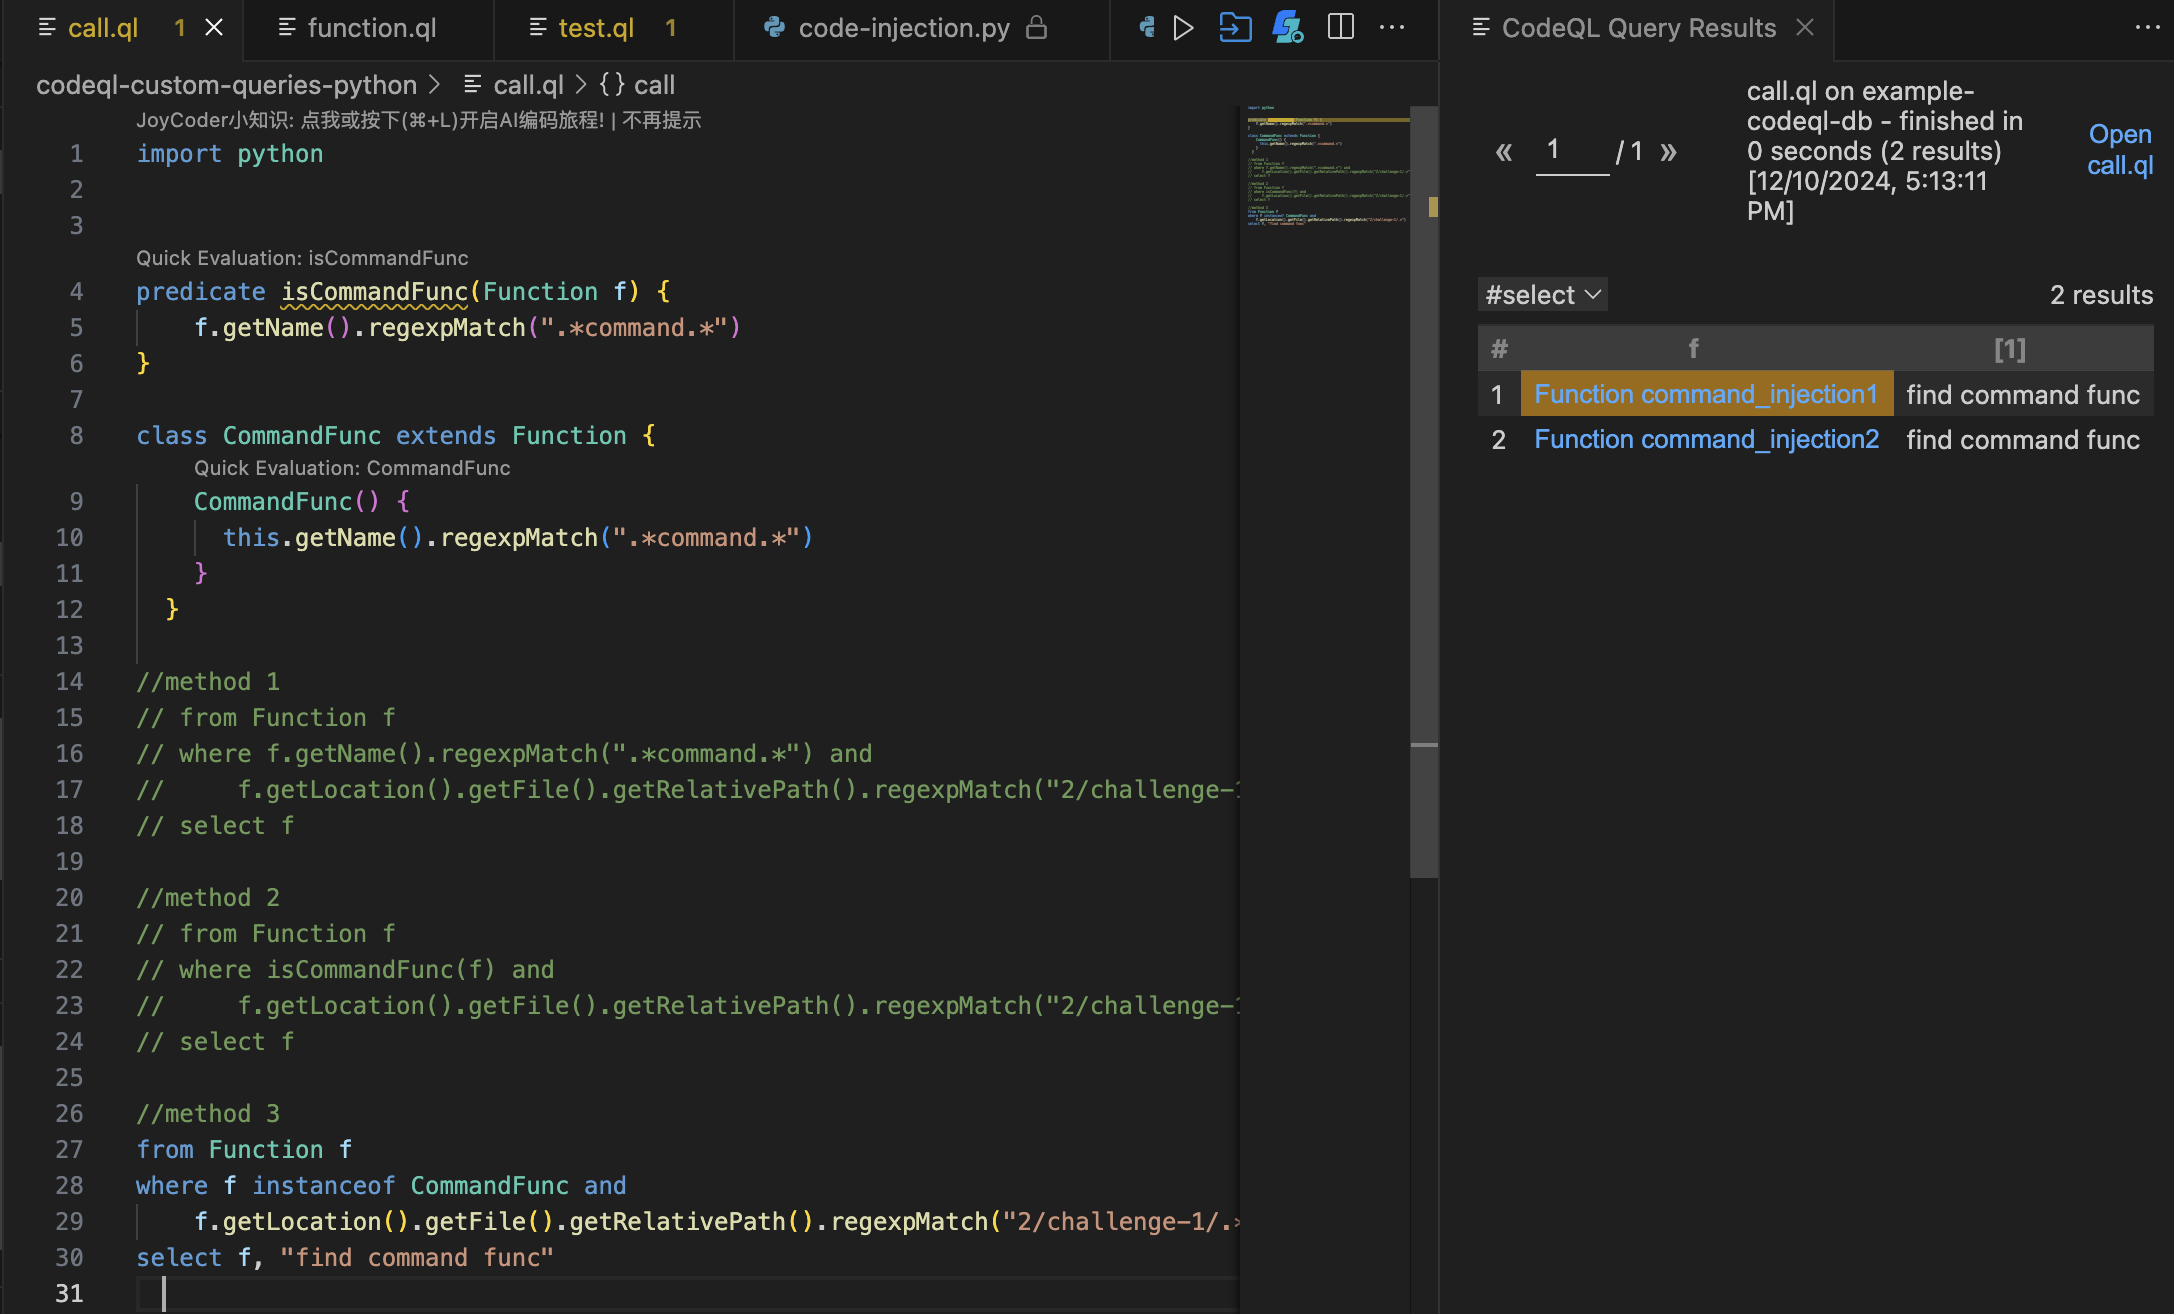 call.ql 1
function.ql
test.ql 1
code-injection.py
CodeQL Query Results
codeql-custom-queries-python > call.ql > {} call
JoyCoder小知识: 点我或按下(⌘+L)开启AI编码旅程! | 不再提示
1 import python
2
3
Quick Evaluation: isCommandFunc
4 predicate isCommandFunc(Function f) {
5 f.getName().regexpMatch(".*command.*")
6 }
7
8 class CommandFunc extends Function {
Quick Evaluation: CommandFunc
9 CommandFunc() {
10 this.getName().regexpMatch(".*command.*")
11 }
12 }
13
14 //method 1
15 // from Function f
16 // where f.getName().regexpMatch(".*command.*") and
17 // f.getLocation().getFile().getRelativePath().regexpMatch("2/challenge-1
18 // select f
19
20 //method 2
21 // from Function f
22 // where isCommandFunc(f) and
23 // f.getLocation().getFile().getRelativePath().regexpMatch("2/challenge-1
24 // select f
25
26 //method 3
27 from Function f
28 where f instanceof CommandFunc and
29 f.getLocation().getFile().getRelativePath().regexpMatch("2/challenge-1/.*
30 select f, "find command func"
31
« 1 / 1 »
call.ql on example-
codeql-db - finished in
0 seconds (2 results)
[12/10/2024, 5:13:11
PM]
Open
call.ql
#select
2 results
# f [1]
1 Function command_injection1 find command func
2 Function command_injection2 find command func